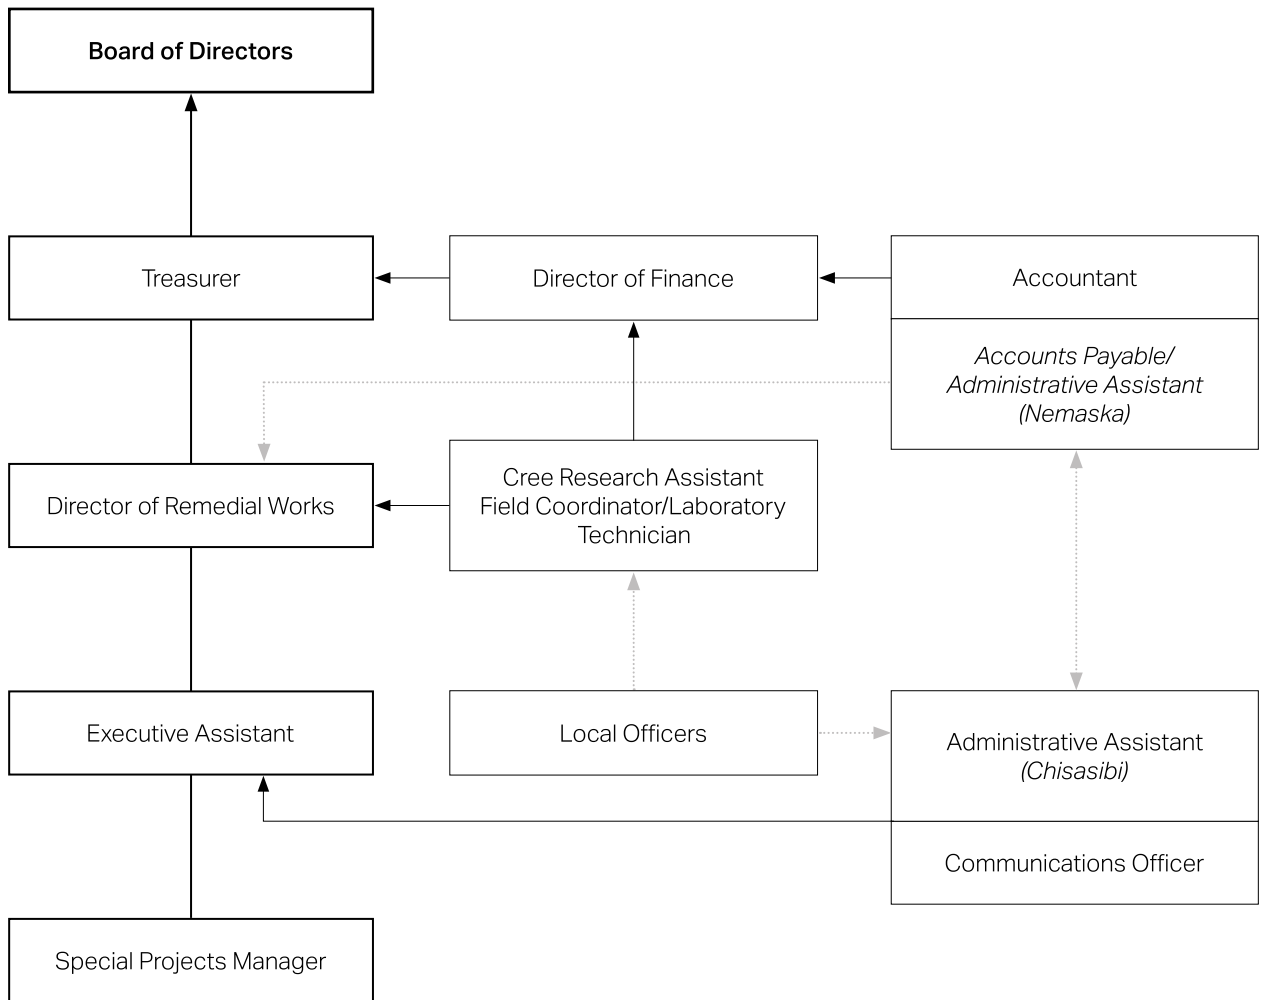 Board of Directors
Treasurer
Director of Finance
Accountant
Accounts Payable/
Administrative Assistant
(Nemaska)
Director of Remedial Works
Cree Research Assistant
Field Coordinator/Laboratory
Technician
Executive Assistant
Local Officers
Administrative Assistant
(Chisasibi)
Communications Officer
Special Projects Manager